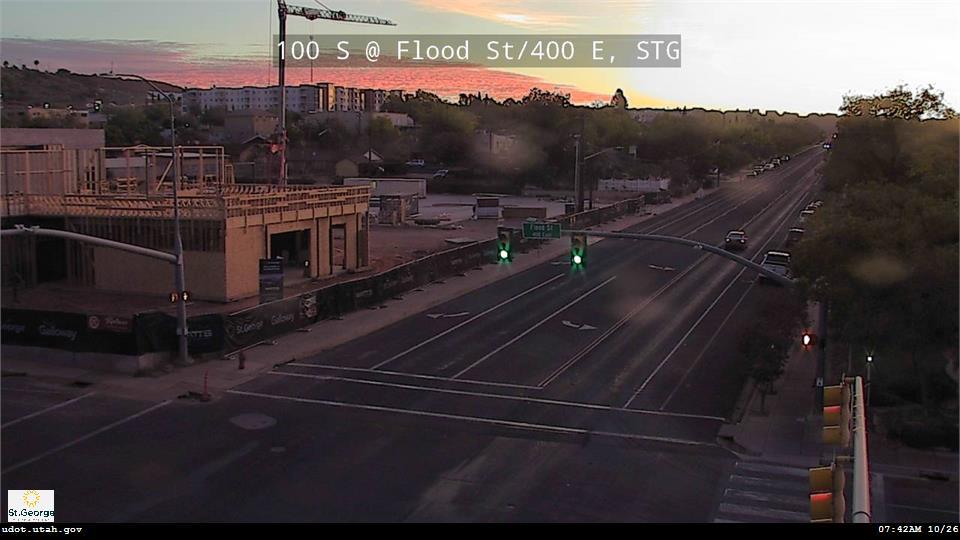 100 S @ Flood St/400 E, STG
Flood St
400 East
St.George
Galloway
Galloway
St.George
udot.utah.gov
07:42AM 10/26